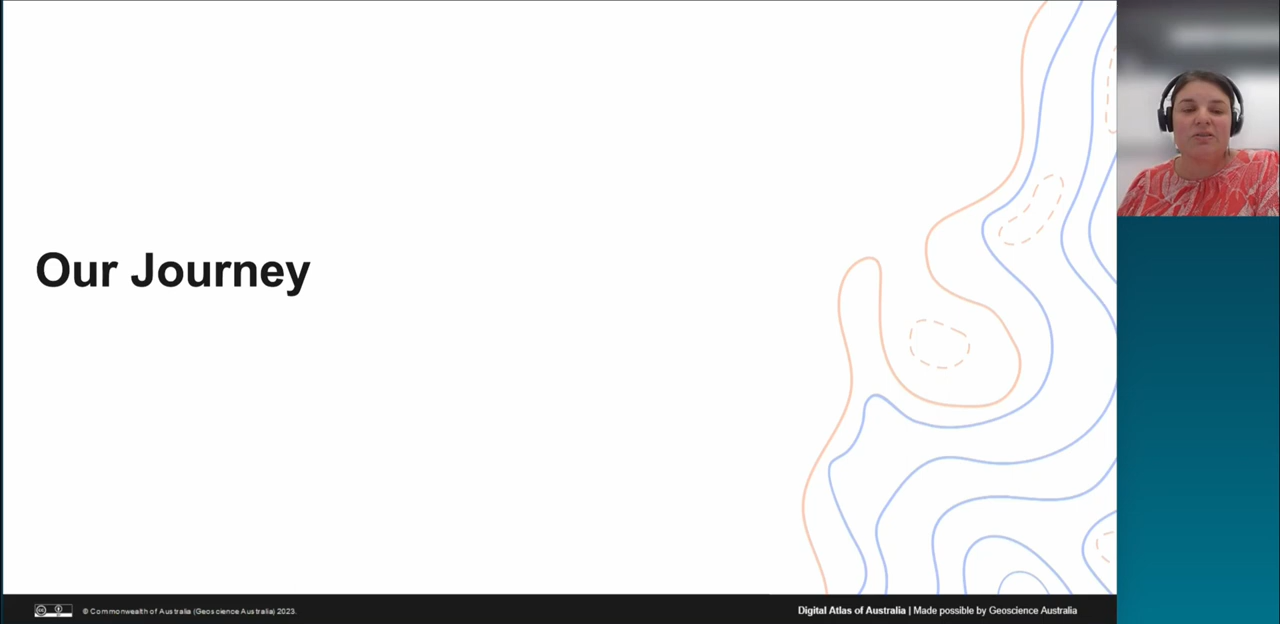 Our Journey
© Commonwealth of Australia (Geoscience Australia) 2023.
Digital Atlas of Australia | Made possible by Geoscience Australia